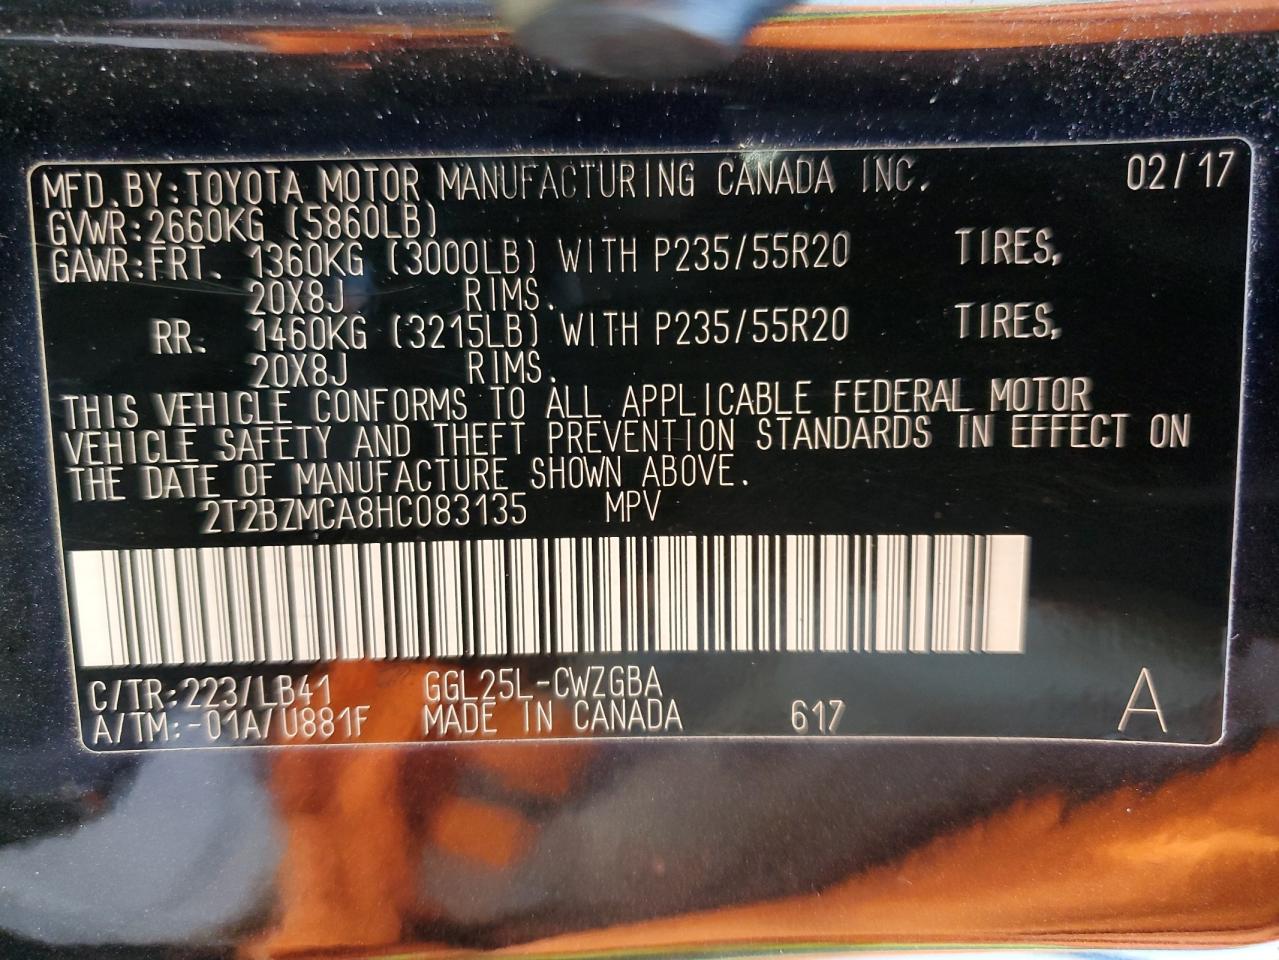 MFD.BY:TOYOTA MOTOR MANUFACTURING CANADA INC. 02/17
GVWR:2660KG (5860LB)
GAWR:FRT. 1360KG (3000LB) WITH P235/55R20 TIRES,
20X8J RIMS.
RR. 1460KG (3215LB) WITH P235/55R20 TIRES,
20X8J RIMS.
THIS VEHICLE CONFORMS TO ALL APPLICABLE FEDERAL MOTOR
VEHICLE SAFETY AND THEFT PREVENTION STANDARDS IN EFFECT ON
THE DATE OF MANUFACTURE SHOWN ABOVE.
2T2BZMCA8HC083135 MPV
C/TR:223/LB41 GGL25L-CWZGBA
A/TM:-01A/U881F MADE IN CANADA 617 A